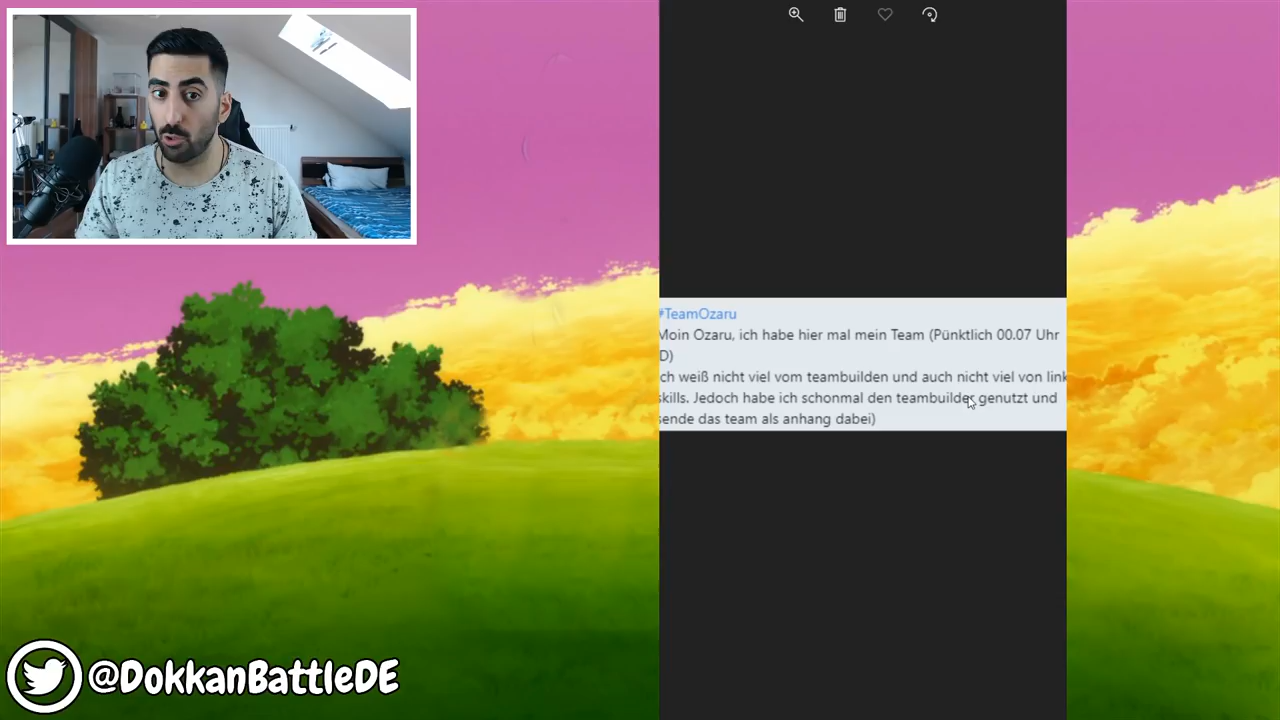 #TeamOzaru
Moin Ozaru, ich habe hier mal mein Team (Pünktlich 00.07 Uhr
D)
ch weiß nicht viel vom teambuilden und auch nicht viel von link
skills. Jedoch habe ich schonmal den teambuilder genutzt und
sende das team als anhang dabei)
@DokkanBattleDE